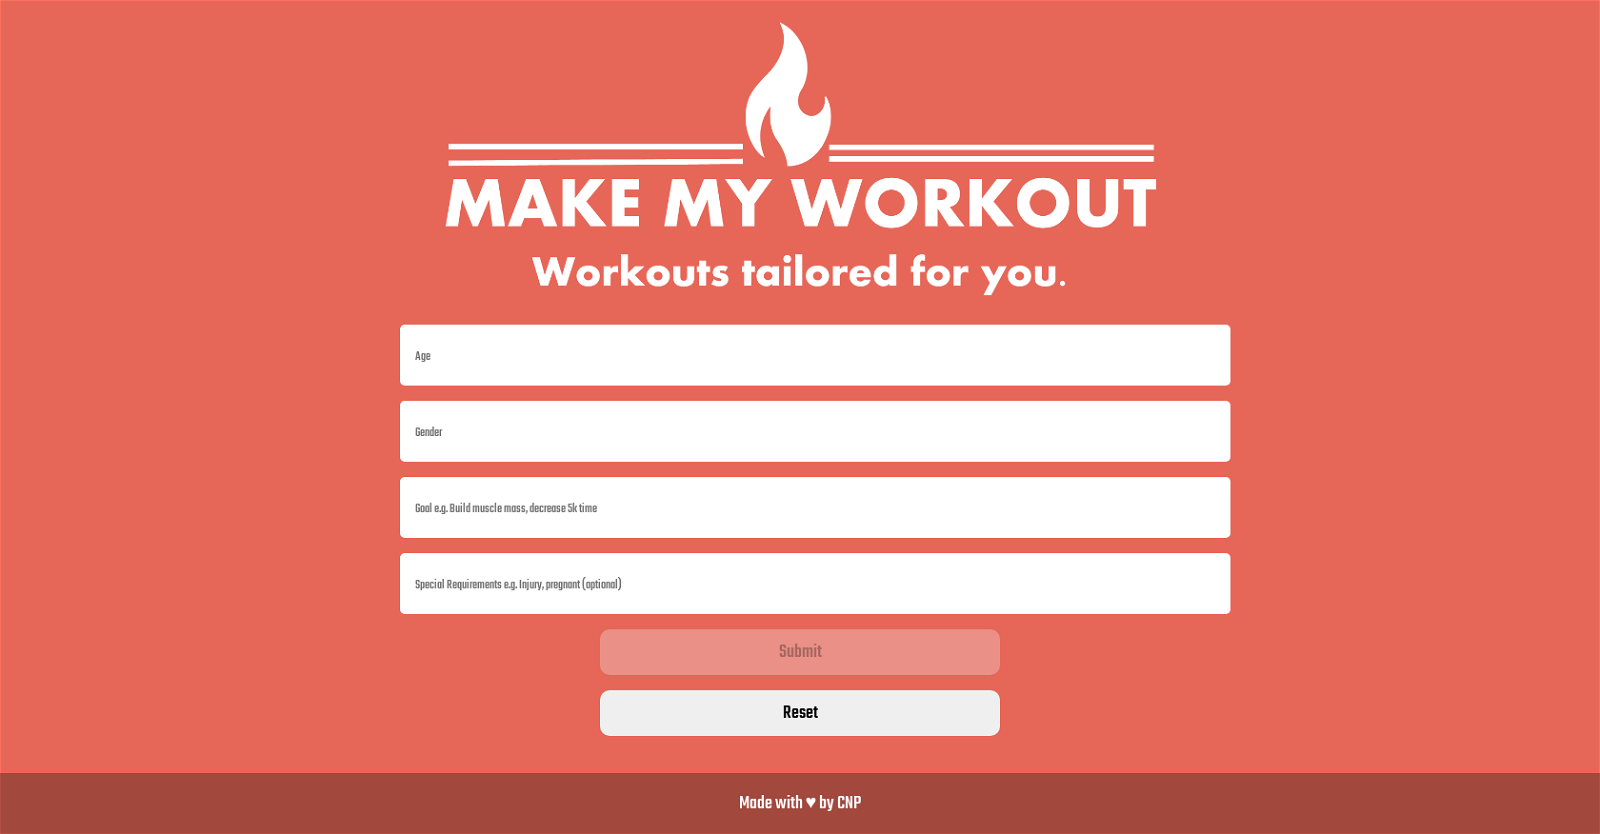 MAKE MY WORKOUT
Workouts tailored for you.
Age
Gender
Goal e.g. Build muscle mass, decrease 5k time
Special Requirements e.g. Injury, pregnant (optional)
Submit
Reset
Made with ♥ by CNP